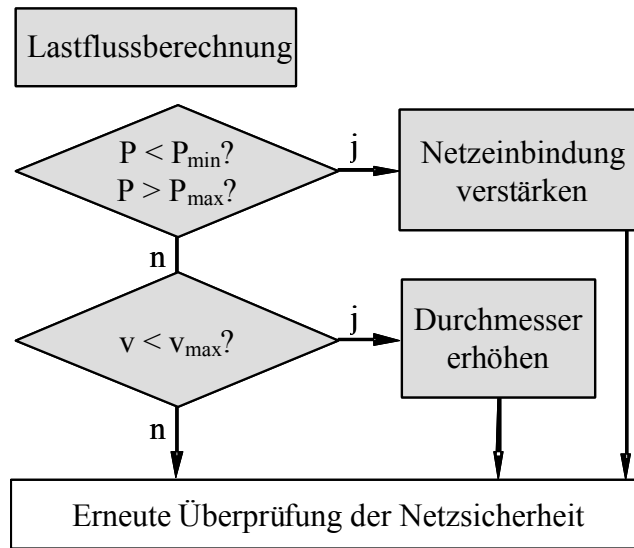 Lastflussberechnung
P < Pmin?
P > Pmax?
j
Netzeinbindung
verstärken
n
v < vmax?
j
Durchmesser
erhöhen
n
Erneute Überprüfung der Netzsicherheit